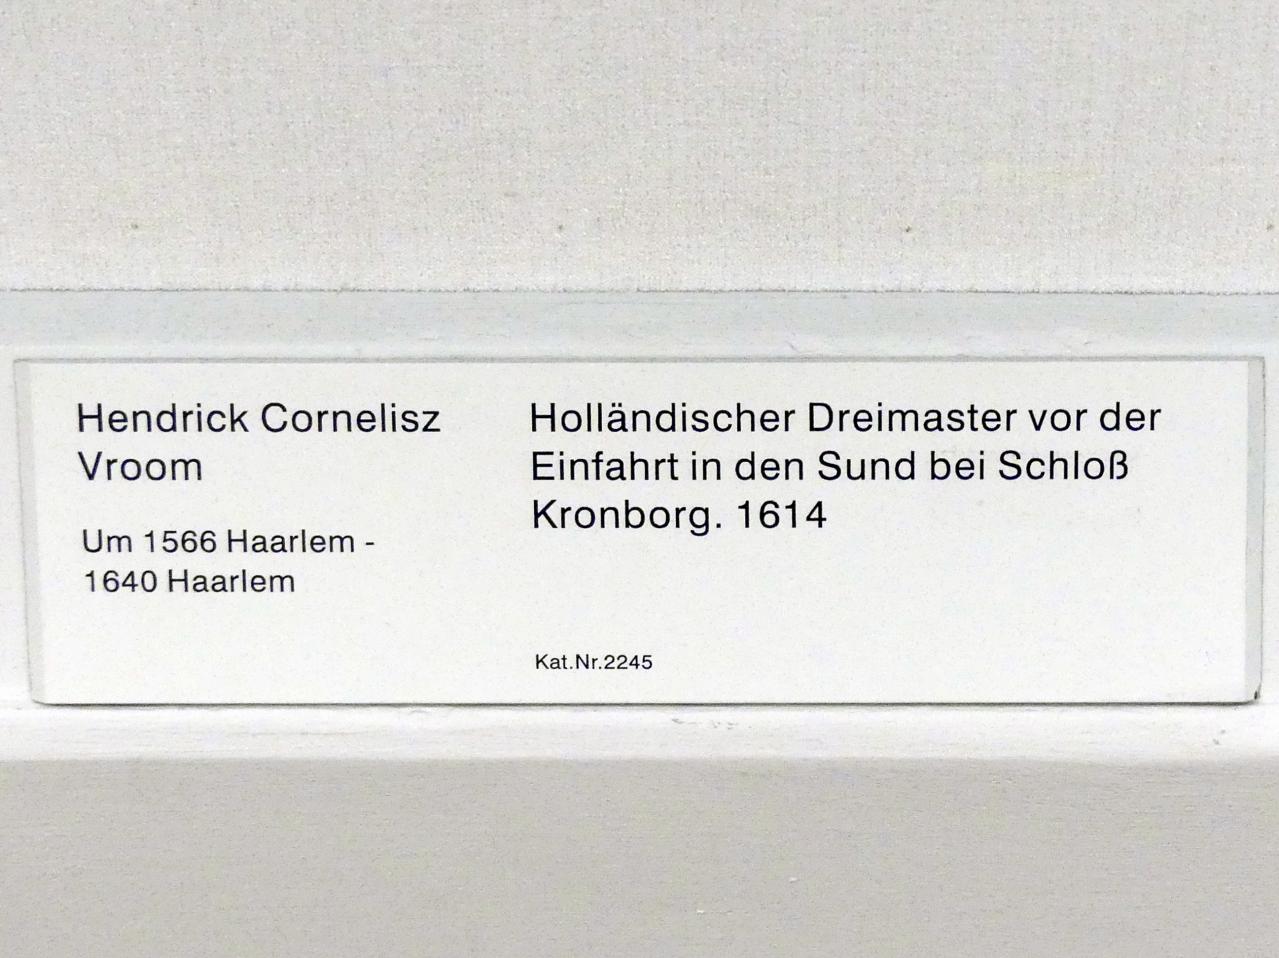 Hendrick Cornelisz
Vroom
Um 1566 Haarlem -
1640 Haarlem
Holländischer Dreimaster vor der
Einfahrt in den Sund bei Schloß
Kronborg. 1614
Kat.Nr.2245